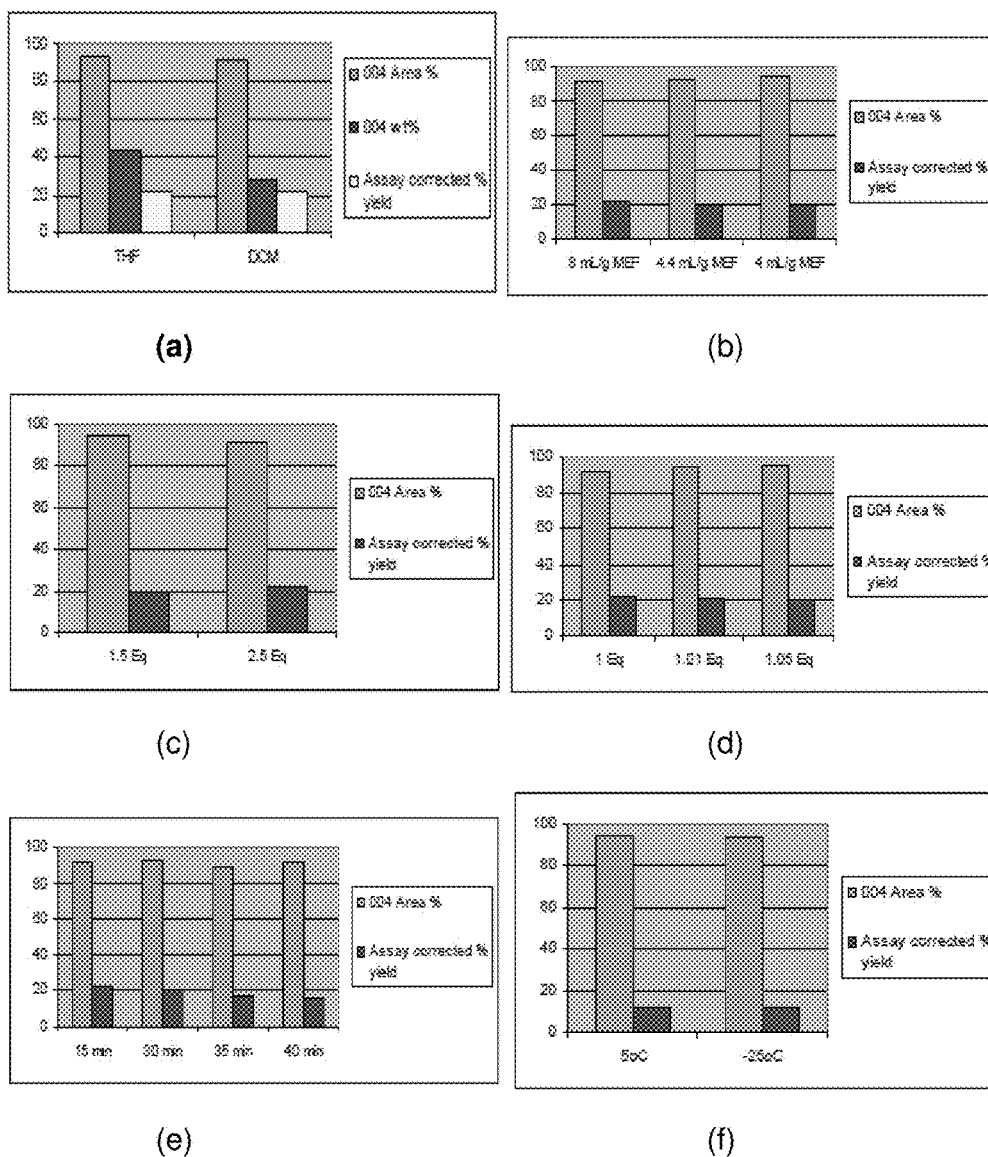 100
80
60
40
20
0
THF
DCM
004 Area %
004 wt%
Assay corrected %
yield
(a)
100
80
60
40
20
0
8 mL/g MEF
4.4 mL/g MEF
4 mL/g MEF
004 Area %
Assay corrected %
yield
(b)
100
80
60
40
20
0
1.5 Eq
2.5 Eq
004 Area %
Assay corrected %
yield
(c)
100
80
60
40
20
0
1 Eq
1.01 Eq
1.05 Eq
004 Area %
Assay corrected %
yield
(d)
100
80
60
40
20
0
15 min
30 min
35 min
40 min
004 Area %
Assay corrected %
yield
(e)
100
80
60
40
20
0
5oC
004 Area %
Assay corrected %
yield
(f)